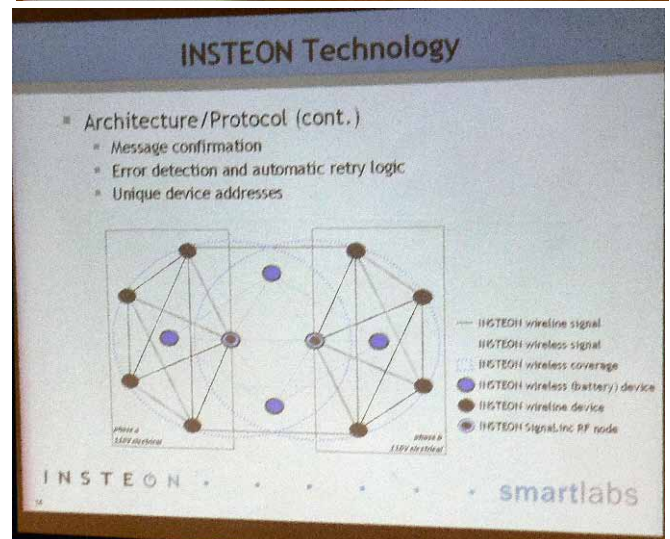 INSTEON Technology
Architecture/Protocol (cont.)
Message confirmation
Error detection and automatic retry logic
Unique device addresses
INSTEON wireline signal
INSTEON wireless signal
INSTEON wireless coverage
INSTEON wireless (battery) device
INSTEON wireline device
INSTEON SignaLinc RF node
phase a
phase b
INSTEON
smartlabs